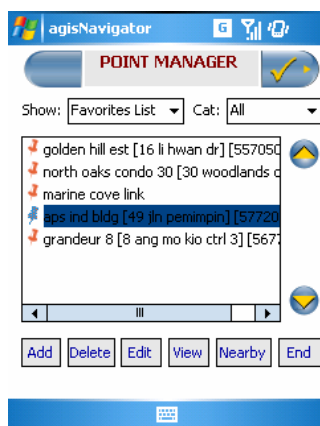 agisNavigator G
POINT MANAGER
Show: Favorites List Cat: All
golden hill est [16 li hwan dr] [55705
north oaks condo 30 [30 woodlands
marine cove link
aps ind bldg [49 jln pemimpin] [57720
grandeur 8 [8 ang mo kio ctrl 3] [567
Add Delete Edit View Nearby End